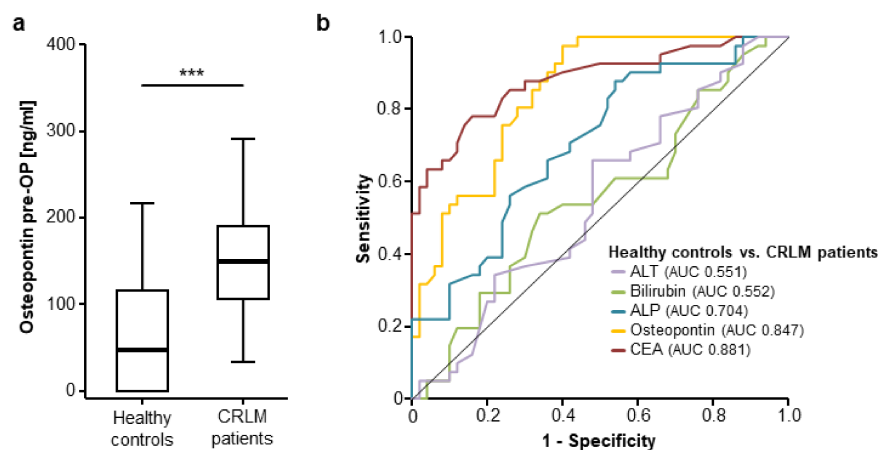 a
Osteopontin pre-OP [ng/ml]
400
300
200
100
0
***
Healthy
controls
CRLM
patients
b
Sensitivity
1.0
0.8
0.6
0.4
0.2
0
0
0.2
0.4
0.6
0.8
1.0
1 - Specificity
Healthy controls vs. CRLM patients
ALT (AUC 0.551)
Bilirubin (AUC 0.552)
ALP (AUC 0.704)
Osteopontin (AUC 0.847)
CEA (AUC 0.881)